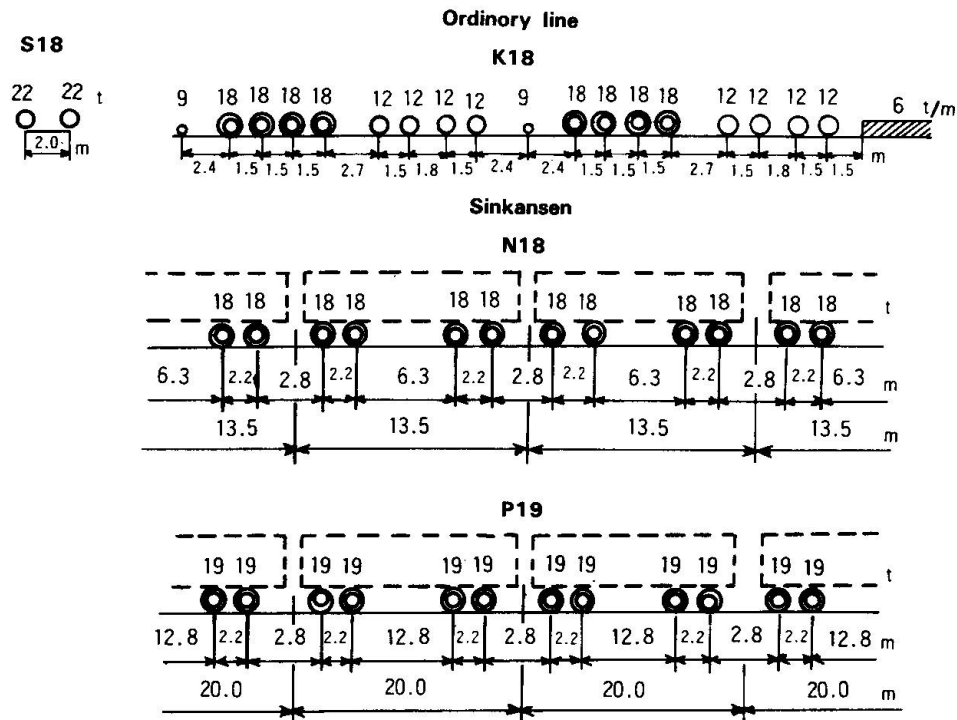 Ordinory line
S18
K18
22 22 t
9 18 18 18 18 12 12 12 12 9 18 18 18 18 12 12 12 12 6 t/m
2.0 m
2.4 1.5 1.5 1.5 2.7 1.5 1.8 1.5 2.4 2.4 1.5 1.5 1.5 2.7 1.5 1.8 1.5 1.5 m
Sinkansen
N18
18 18 18 18 18 18 18 18 18 18 18 18 t
6.3 2.2 2.8 2.2 6.3 2.2 2.8 2.2 6.3 2.2 2.8 2.2 6.3 m
13.5 13.5 13.5 13.5 m
P19
19 19 19 19 19 19 19 19 19 19 19 19 t
12.8 2.2 2.8 2.2 12.8 2.2 2.8 2.2 12.8 2.2 2.8 2.2 12.8 m
20.0 20.0 20.0 20.0 m